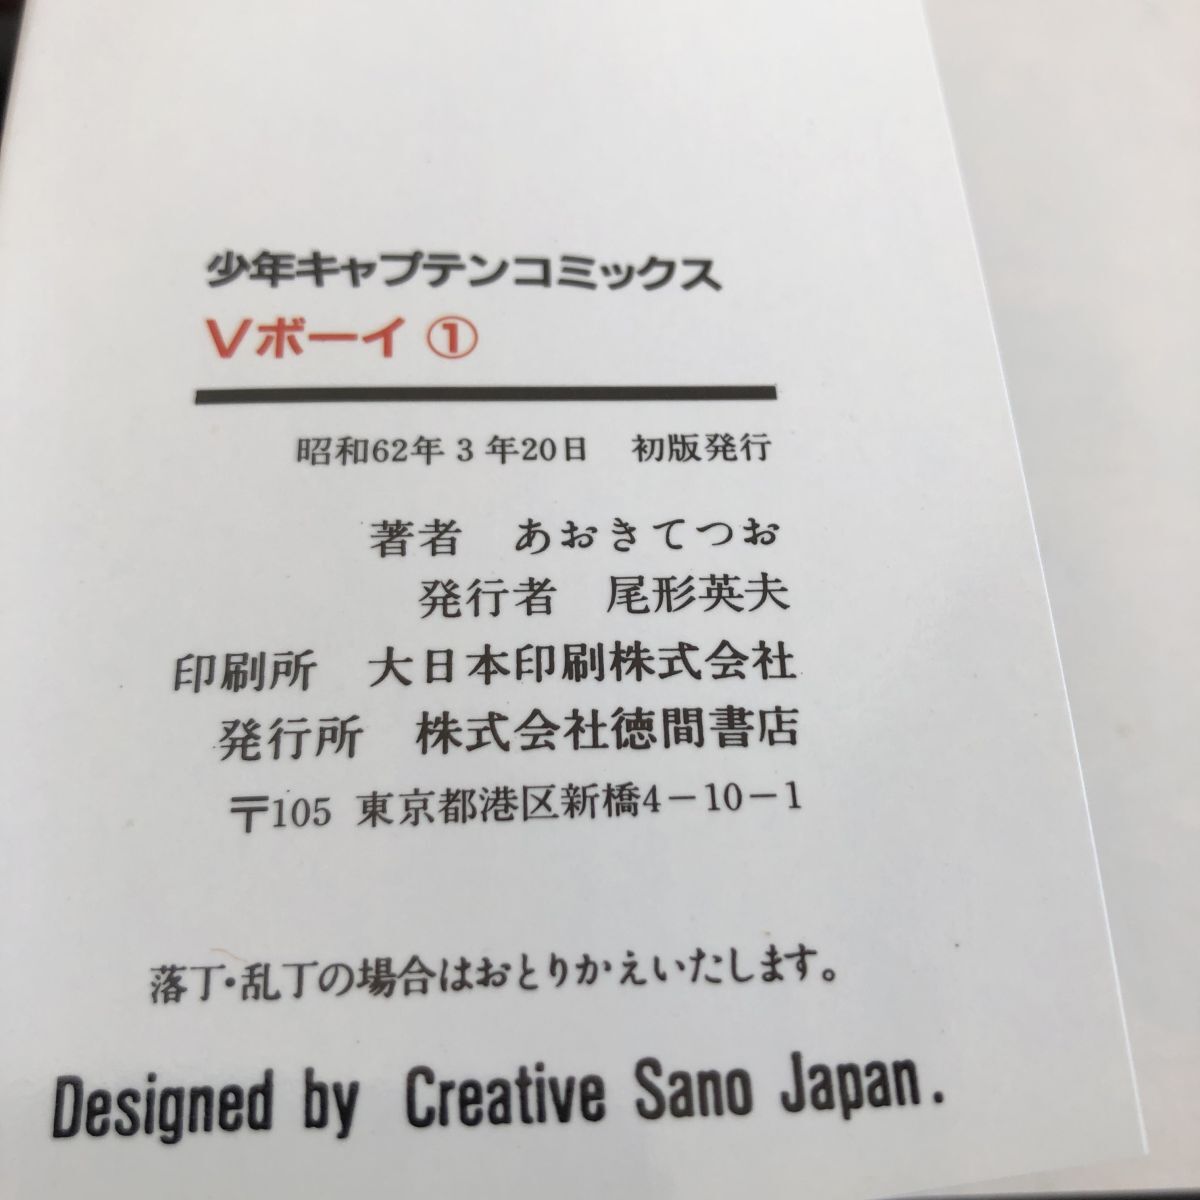 少年キャプテンコミックス
Vボーイ ①
昭和62年 3 年20日 初版発行
著者 あおきてつお
発行者 尾形英夫
印刷所 大日本印刷株式会社
発行所 株式会社徳間書店
〒105 東京都港区新橋4-10-1
落丁・乱丁の場合はおとりかえいたします。
Designed by Creative Sano Japan.